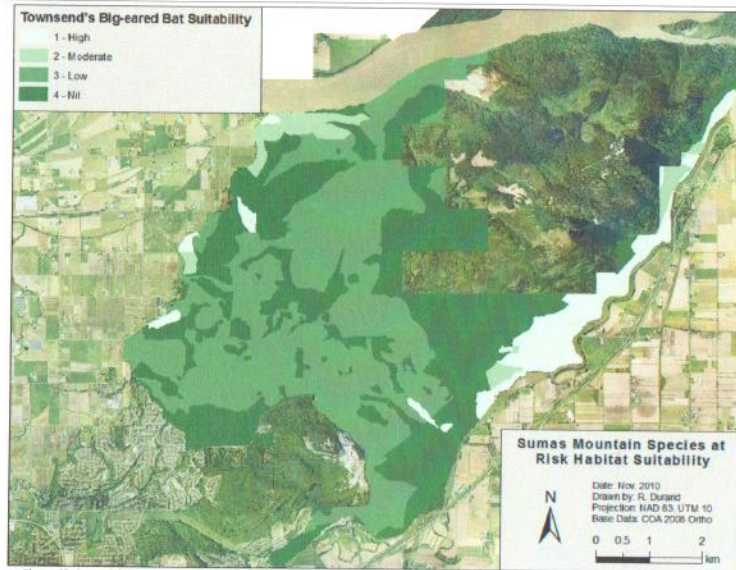 Townsend's Big-eared Bat Suitability
1 - High
2 - Moderate
3 - Low
4 - Nil
Sumas Mountain Species at
Risk Habitat Suitability
Date: Nov, 2010
Drawn by: R. Durand
Projection: NAD 83, UTM 10
Base Data: COA 2008 Ortho
N
0 0.5 1 2
km